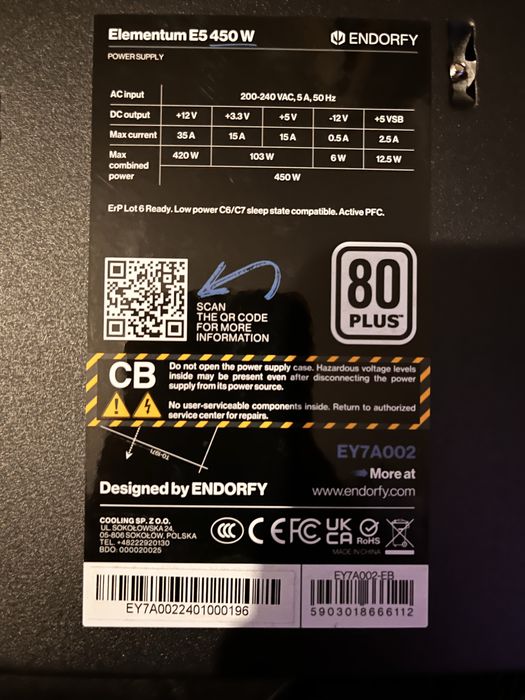 Elementum E5 450 W
ENDORFY
POWER SUPPLY
AC input 200-240 VAC, 5 A, 50 Hz
DC output +12 V +3.3 V +5 V -12 V +5 VSB
Max current 35 A 15 A 15 A 0.5 A 2.5 A
Max combined power 420 W 103 W 6 W 12.5 W
450 W
ErP Lot 6 Ready. Low power C6/C7 sleep state compatible. Active PFC.
SCAN
THE QR CODE
FOR MORE
INFORMATION
80
PLUS™
CB
Do not open the power supply case. Hazardous voltage levels
inside may be present even after disconnecting the power
supply from its power source.
No user-serviceable components inside. Return to authorized
service center for repairs.
EY7A002
More at
www.endorfy.com
Designed by ENDORFY
COOLING SP. Z O.O.
UL. SOKOŁOWSKA 24,
05-806 SOKOŁÓW, POLSKA
TEL. +48222920130
BDO: 000020025
CCC CE FC UK CA RoHS
MADE IN CHINA
EY7A0022401000196
EY7A002-EB
5903018666112